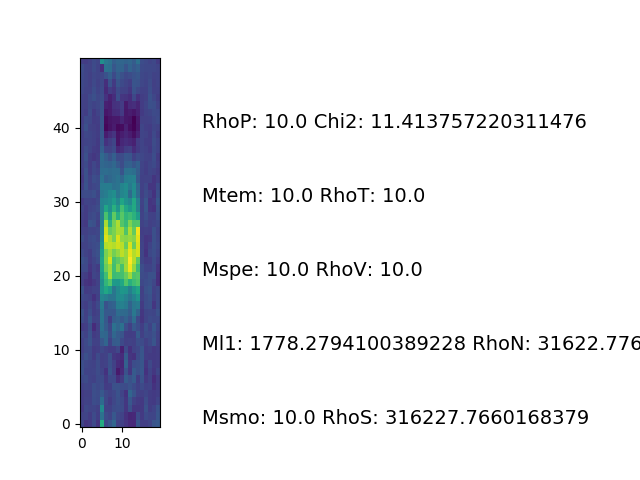 RhoP: 10.0 Chi2: 11.413757220311476
40
30
Mtem: 10.0 RhoT: 10.0
20
Mspe: 10.0 RhoV: 10.0
10
Ml1: 1778.2794100389228 RhoN: 31622.776
0
Msmo: 10.0 RhoS: 316227.7660168379
0 10